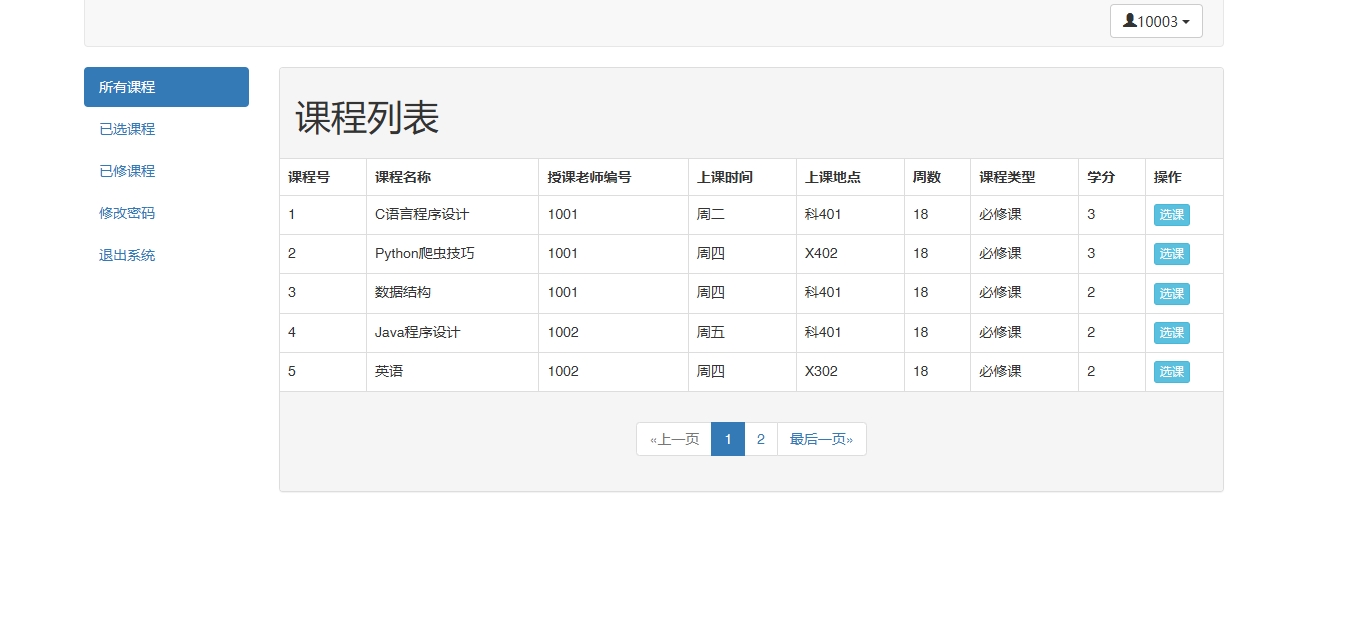 10003
所有课程
已选课程
已修课程
修改密码
退出系统
课程列表
课程号 课程名称 授课老师编号 上课时间 上课地点 周数 课程类型 学分 操作
1 C语言程序设计 1001 周二 科401 18 必修课 3 选课
2 Python爬虫技巧 1001 周四 X402 18 必修课 3 选课
3 数据结构 1001 周四 科401 18 必修课 2 选课
4 Java程序设计 1002 周五 科401 18 必修课 2 选课
5 英语 1002 周四 X302 18 必修课 2 选课
«上一页 1 2 最后一页»